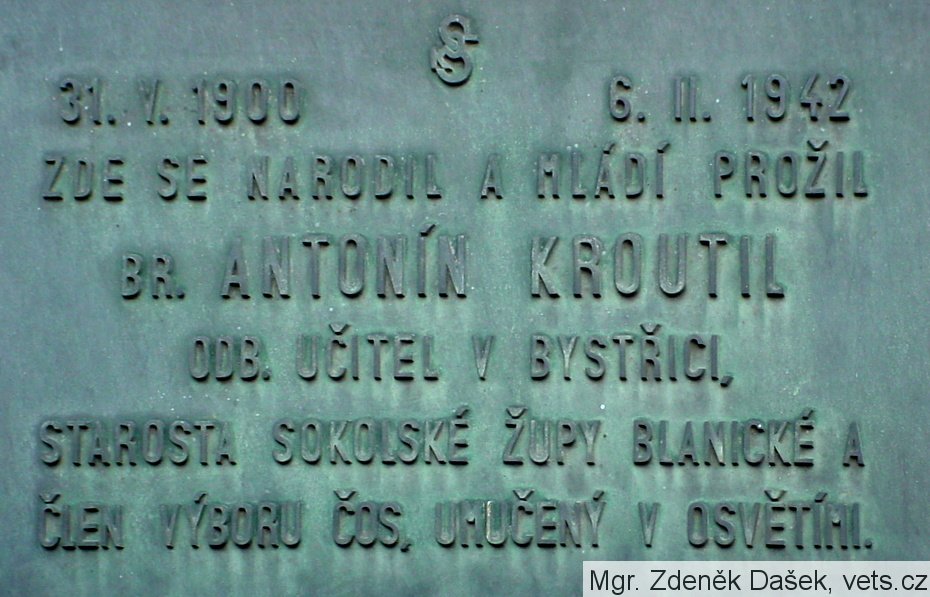 S
31. V. 1900 6. II. 1942
ZDE SE NARODIL A MLÁDÍ PROŽIL
BR. ANTONÍN KROUTIL
ODB. UČITEL V BYSTŘICI,
STAROSTA SOKOLSKÉ ŽUPY BLANICKÉ A
ČLEN VÝBORU ČOS, UMUČENÝ V OSVĚTÍMI.
Mgr. Zdeněk Dašek, vets.cz